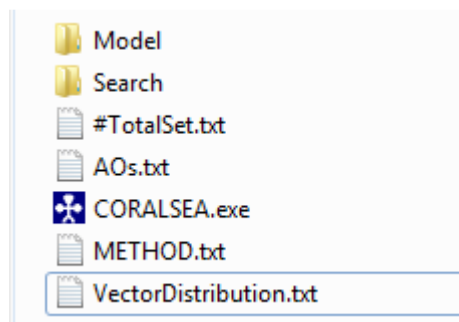 Model
Search
#TotalSet.txt
AOs.txt
CORALSEA.exe
METHOD.txt
VectorDistribution.txt